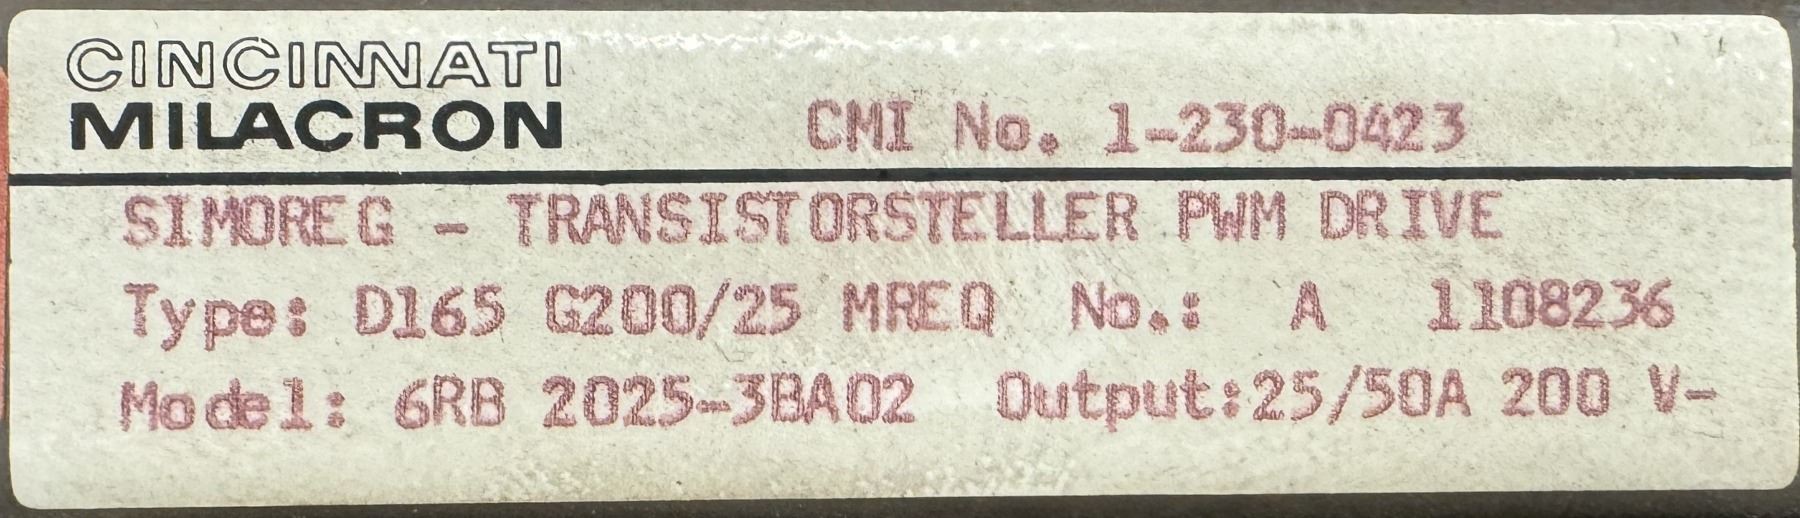 CINCINNATI
MILACRON
CMI No. 1-230-0423
SIMOREG - TRANSISTORSTELLER PWM DRIVE
Type: D165 G200/25 MREQ No.: A 1108236
Model: 6RB 2025-3BA02 Output:25/50A 200 V-